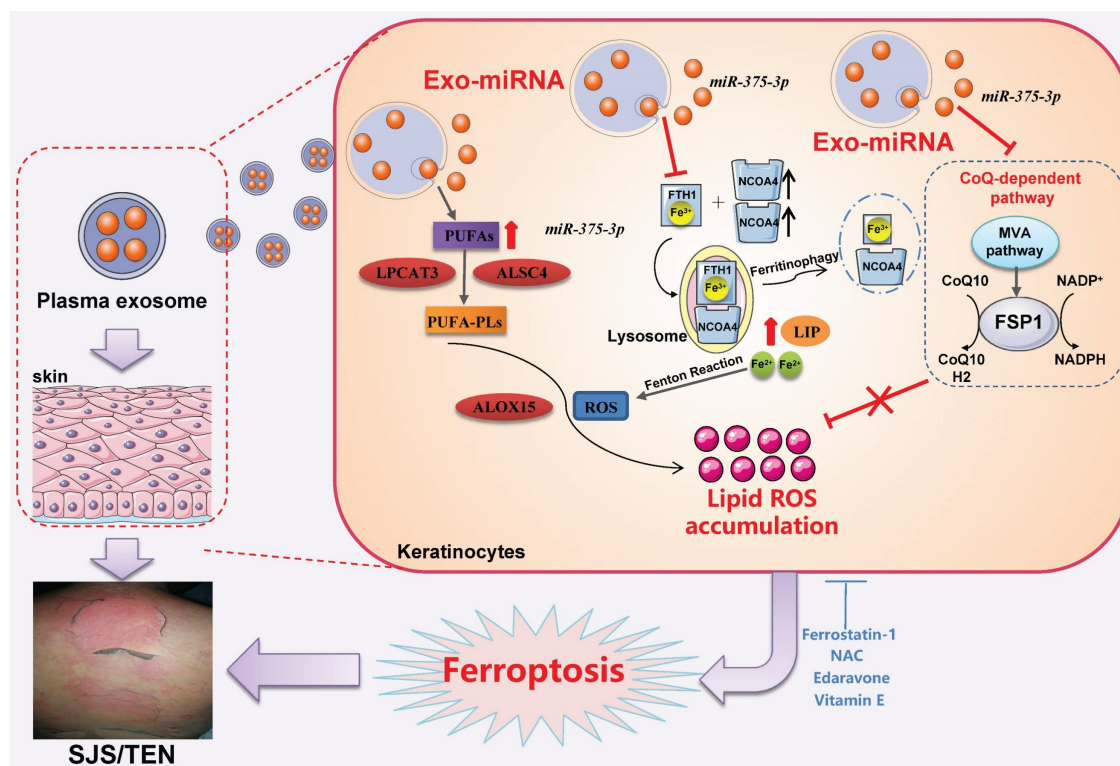 Plasma exosome
skin
SJS/TEN
Exo-miRNA
miR-375-3p
miR-375-3p
Exo-miRNA
PUFAs
miR-375-3p
LPCAT3
ALSC4
PUFA-PLs
ALOX15
ROS
FTH1
Fe3+
+
NCOA4
NCOA4
FTH1
Fe3+
NCOA4
Lysosome
Ferritinophagy
Fe3+
NCOA4
LIP
Fe2+
Fe2+
Fenton Reaction
CoQ-dependent
pathway
MVA
pathway
CoQ10
NADP+
FSP1
CoQ10
H2
NADPH
Lipid ROS
accumulation
Keratinocytes
Ferroptosis
Ferrostatin-1
NAC
Edaravone
Vitamin E